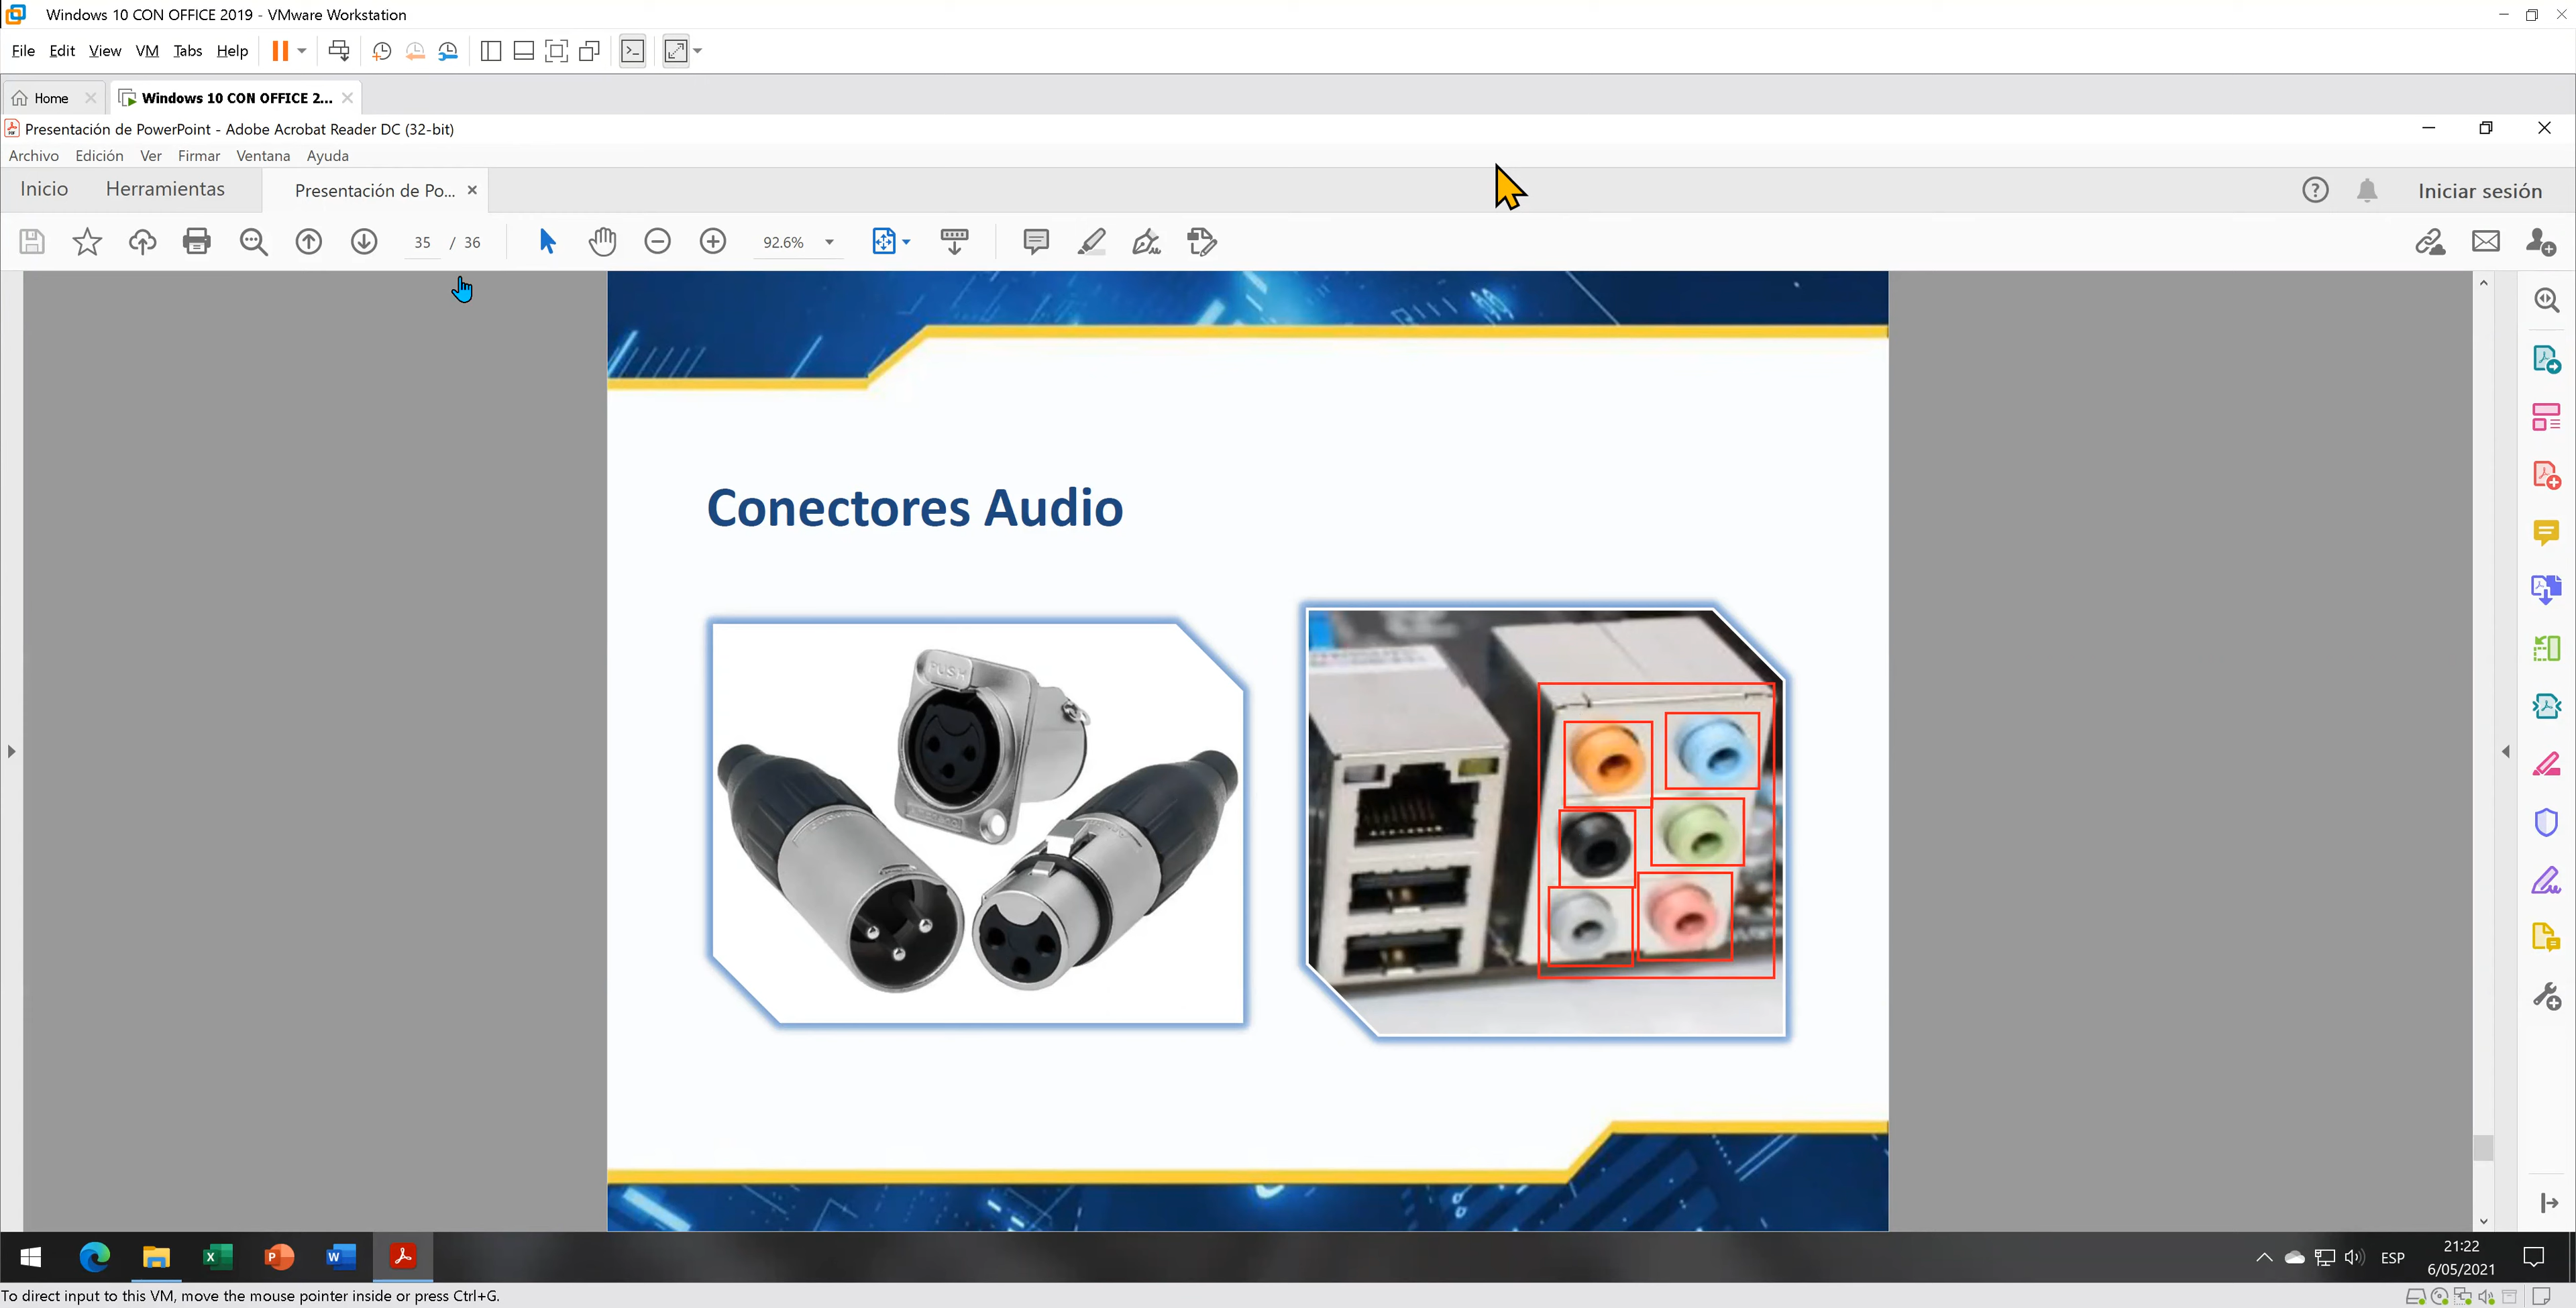 Windows 10 CON OFFICE 2019 - VMware Workstation
File Edit View VM Tabs Help
Home Windows 10 CON OFFICE 2...
Presentación de PowerPoint - Adobe Acrobat Reader DC (32-bit)
Archivo Edición Ver Firmar Ventana Ayuda
Inicio Herramientas Presentación de Po... Iniciar sesión
35 / 36 92.6%
Conectores Audio
PUSH
ESP
21:22
6/05/2021
To direct input to this VM, move the mouse pointer inside or press Ctrl+G.